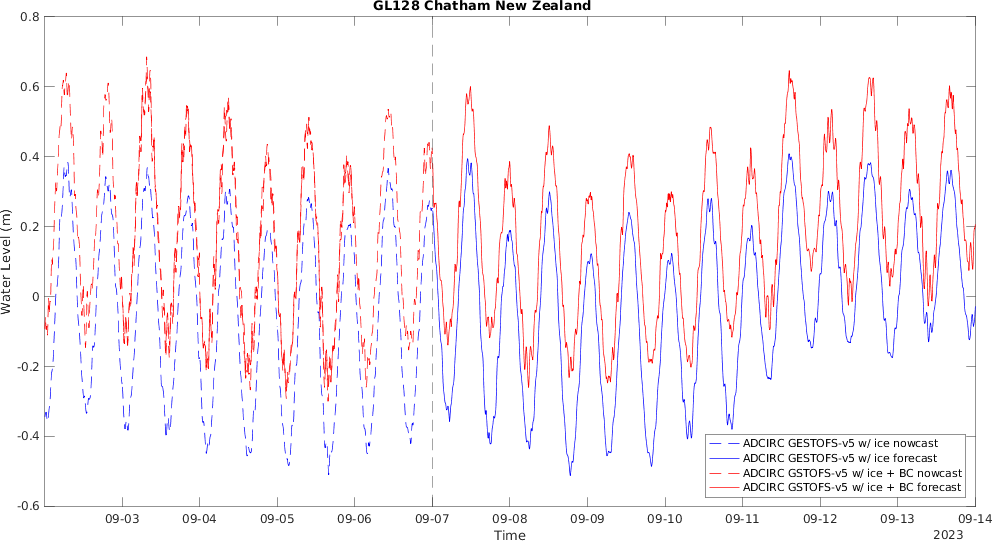 GL128 Chatham New Zealand
0.8
0.6
0.4
0.2
0
-0.2
-0.4
-0.6
Water Level (m)
ADCIRC GESTOFS-v5 w/ ice nowcast
ADCIRC GESTOFS-v5 w/ ice forecast
ADCIRC GSTOFS-v5 w/ ice + BC nowcast
ADCIRC GSTOFS-v5 w/ ice + BC forecast
09-03 09-04 09-05 09-06 09-07 09-08 09-09 09-10 09-11 09-12 09-13 09-14
Time
2023